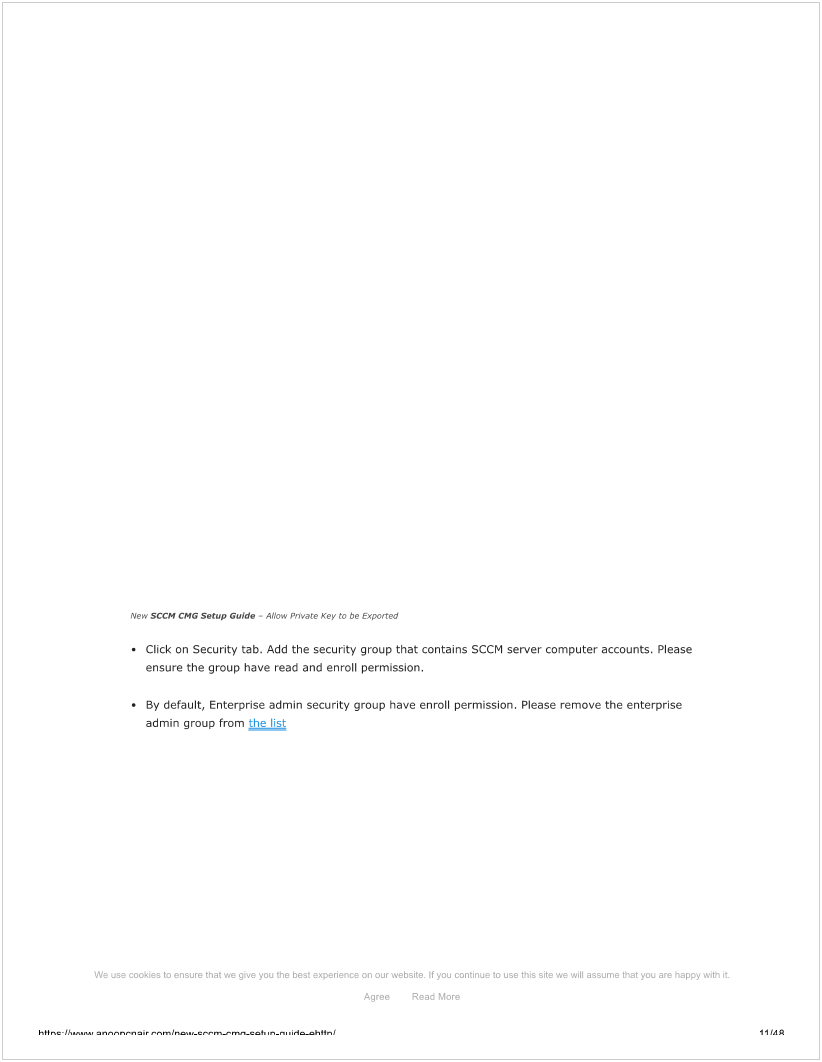 New SCCM CMG Setup Guide – Allow Private Key to be Exported
• Click on Security tab. Add the security group that contains SCCM server computer accounts. Please
ensure the group have read and enroll permission.
• By default, Enterprise admin security group have enroll permission. Please remove the enterprise
admin group from the list
We use cookies to ensure that we give you the best experience on our website. If you continue to use this site we will assume that you are happy with it.
Agree Read More
https://www.anoopcnair.com/new-sccm-cmg-setup-guide-ehttp/ 11/48